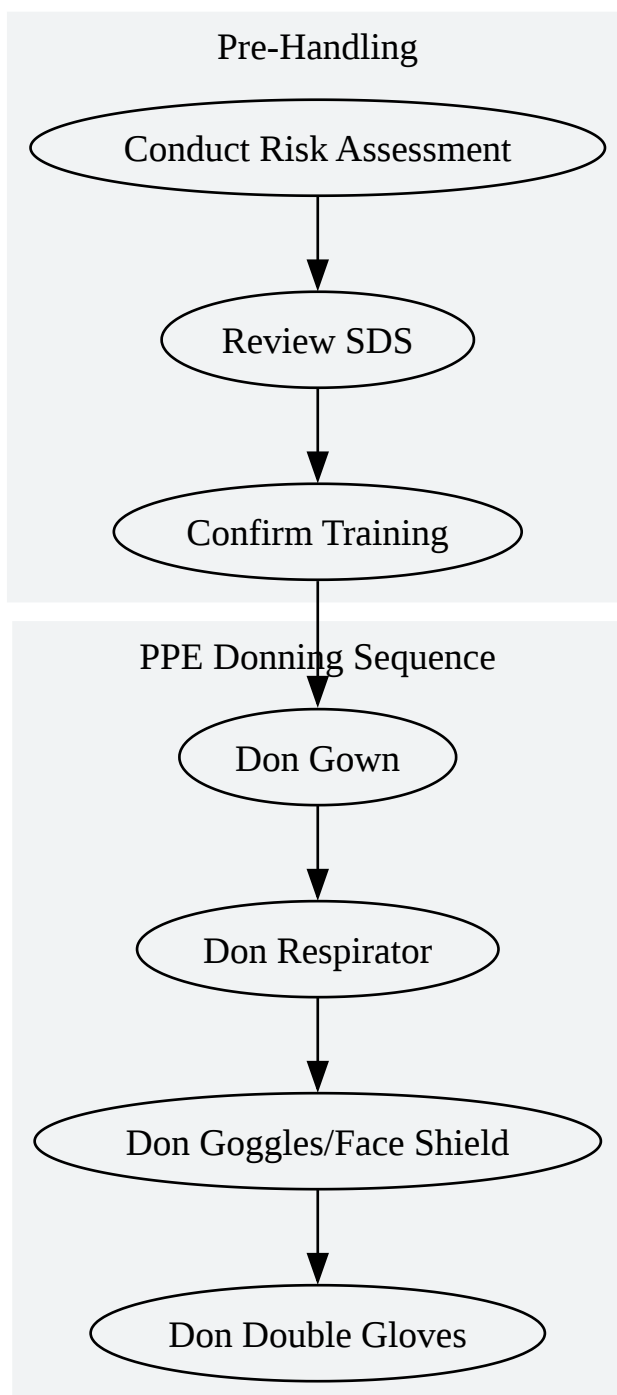 Pre-Handling
Conduct Risk Assessment
Review SDS
Confirm Training
PPE Donning Sequence
Don Gown
Don Respirator
Don Goggles/Face Shield
Don Double Gloves